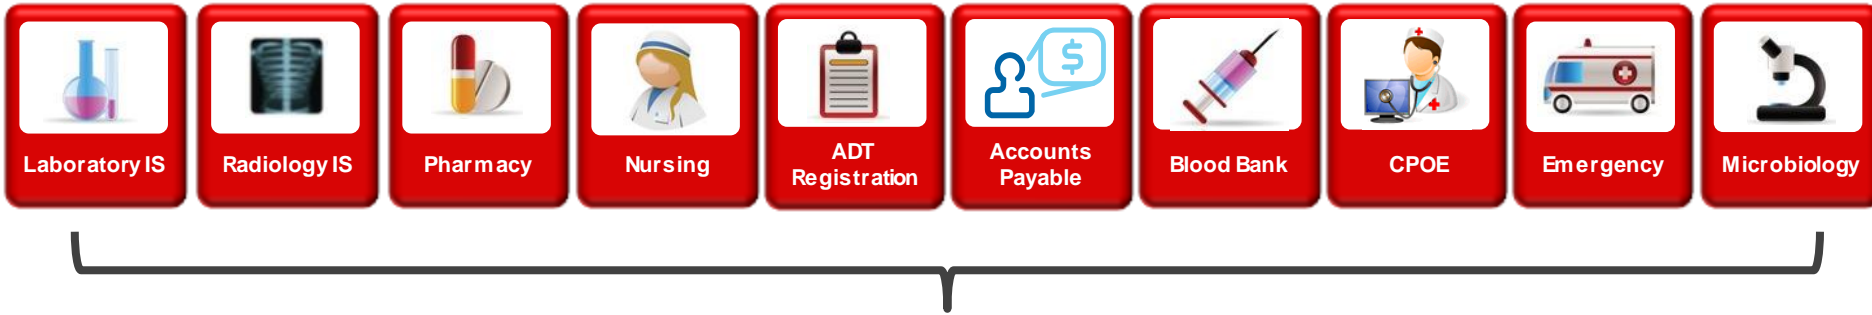 Laboratory IS
Radiology IS
Pharmacy
Nursing
ADT
Registration
Accounts
Payable
$
Blood Bank
CPOE
Emergency
Microbiology